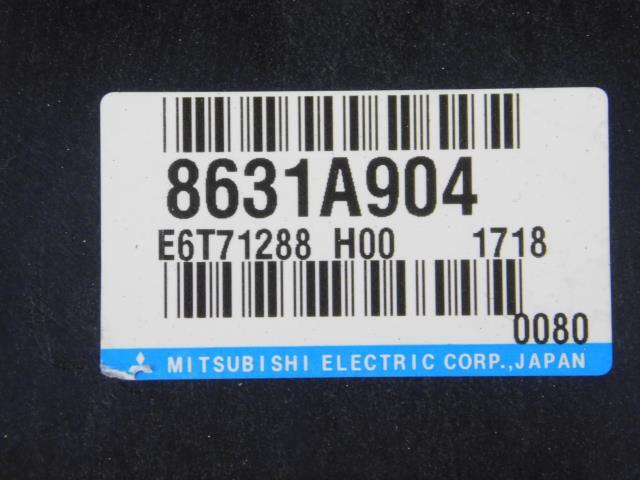 8631A904
E6T71288 H00 1718
0080
MITSUBISHI ELECTRIC CORP.,JAPAN